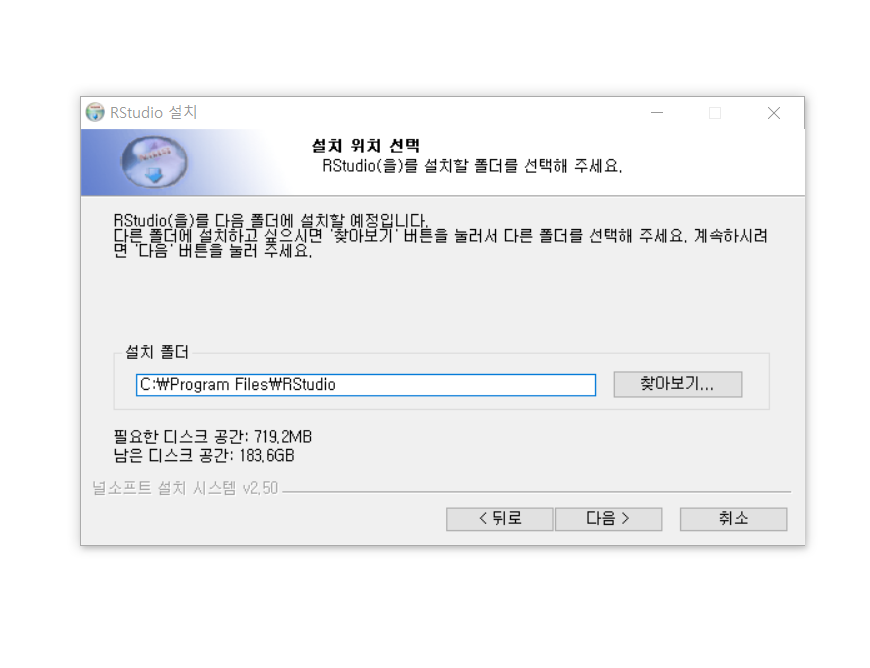 RStudio 설치
설치 위치 선택
RStudio(을)를 설치할 폴더를 선택해 주세요.
RStudio(을)를 다음 폴더에 설치할 예정입니다.
다른 폴더에 설치하고 싶으시면 '찾아보기' 버튼을 눌러서 다른 폴더를 선택해 주세요. 계속하시려
면 '다음' 버튼을 눌러 주세요.
설치 폴더
C:₩Program Files₩RStudio
찾아보기...
필요한 디스크 공간: 719.2MB
남은 디스크 공간: 183.6GB
널소프트 설치 시스템 v2.50
< 뒤로
다음 >
취소